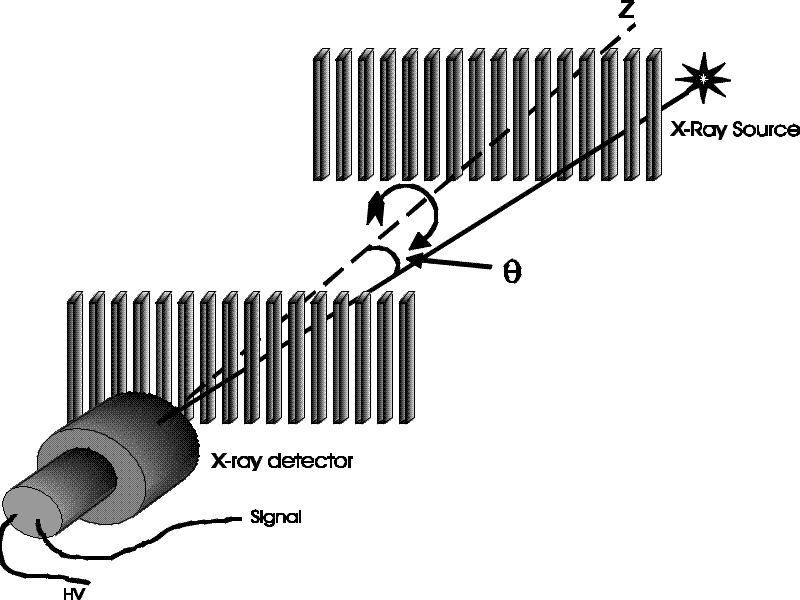 Z
X-Ray Source
θ
X-ray detector
Signal
HV